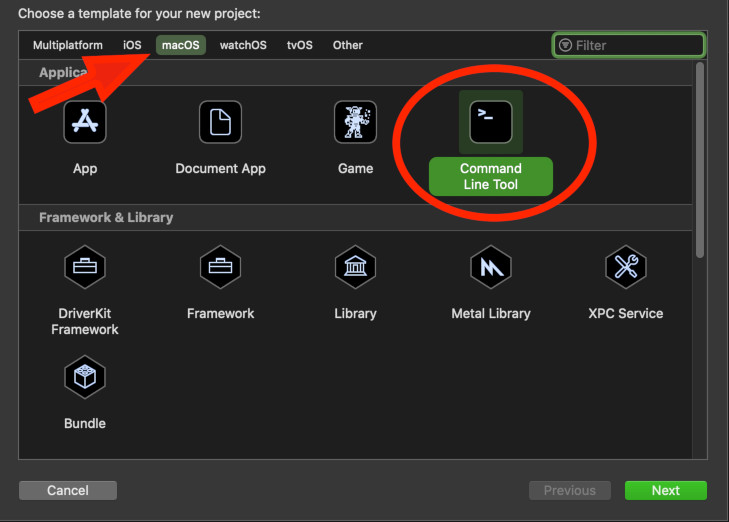 Choose a template for your new project:
Multiplatform iOS macOS watchOS tvOS Other Filter
Applica
App Document App Game Command
Line Tool
Framework & Library
DriverKit Framework Library Metal Library XPC Service
Framework
Bundle
Cancel Previous Next